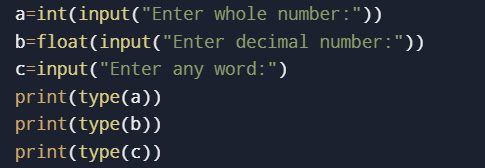 a=int(input("Enter whole number:"))
b=float(input("Enter decimal number:"))
c=input("Enter any word:")
print(type(a))
print(type(b))
print(type(c))